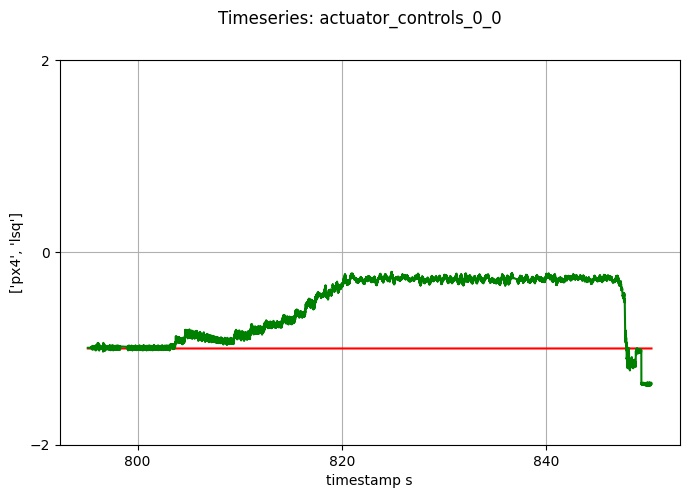 Timeseries: actuator_controls_0_0
2
0
−2
['px4', 'lsq']
800
820
840
timestamp s